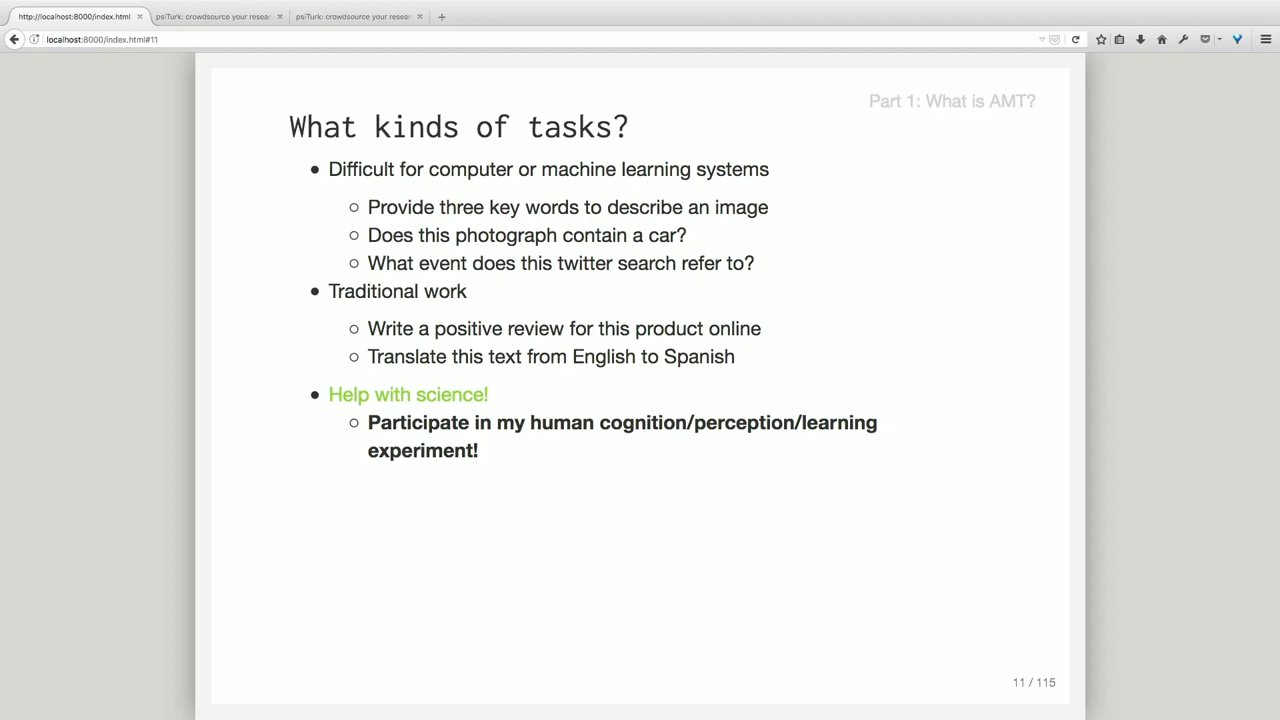 http://localhost:8000/index.html
psiTurk: crowdsource your resear
psiTurk: crowdsource your resear
localhost:8000/index.html#11
Part 1: What is AMT?
What kinds of tasks?
Difficult for computer or machine learning systems
Provide three key words to describe an image
Does this photograph contain a car?
What event does this twitter search refer to?
Traditional work
Write a positive review for this product online
Translate this text from English to Spanish
Help with science!
Participate in my human cognition/perception/learning
experiment!
11 / 115